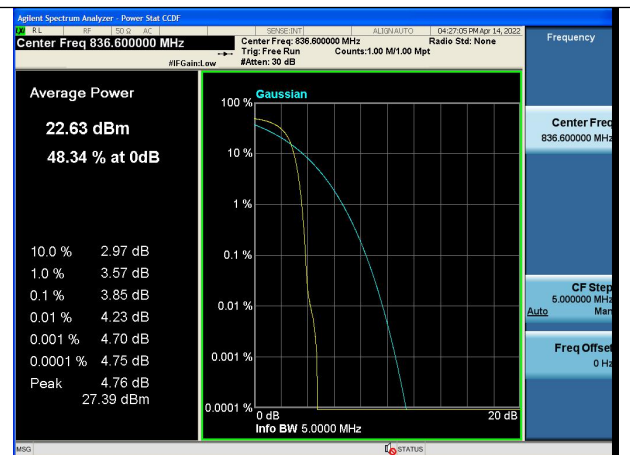 Agilent Spectrum Analyzer - Power Stat CCDF
RL RF 50 Ω AC SENSE:INT ALIGN AUTO 04:27:05 PM Apr 14, 2022
Center Freq 836.600000 MHz
Center Freq: 836.600000 MHz Radio Std: None
Trig: Free Run Counts:1.00 M/1.00 Mpt
#IFGain:Low #Atten: 30 dB
Frequency
Average Power
22.63 dBm
48.34 % at 0dB
10.0 % 2.97 dB
1.0 % 3.57 dB
0.1 % 3.85 dB
0.01 % 4.23 dB
0.001 % 4.70 dB
0.0001 % 4.75 dB
Peak 4.76 dB
27.39 dBm
Gaussian
100 %
10 %
1 %
0.1 %
0.01 %
0.001 %
0.0001 %
0 dB 20 dB
Info BW 5.0000 MHz
Center Freq
836.600000 MHz
CF Step
5.000000 MHz
Auto Man
Freq Offset
0 Hz
MSG STATUS